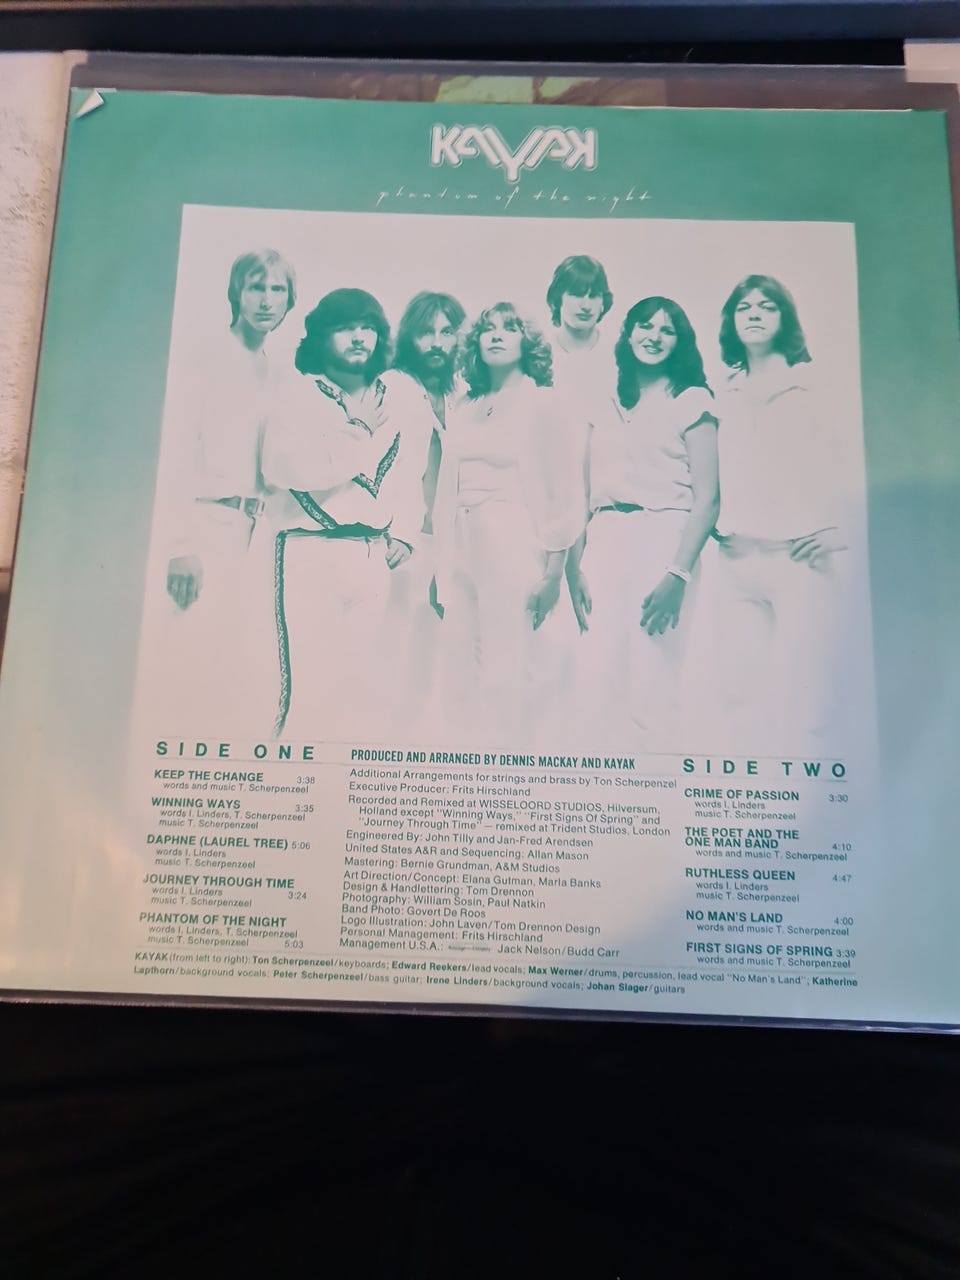 KAYAK
phantom of the night
SIDE ONE
KEEP THE CHANGE 3:38
words and music T. Scherpenzeel
WINNING WAYS 3:35
words I. Linders, T. Scherpenzeel
music T. Scherpenzeel
DAPHNE (LAUREL TREE) 5:06
words I. Linders
music T. Scherpenzeel
JOURNEY THROUGH TIME
words I. Linders 3:24
music T. Scherpenzeel
PHANTOM OF THE NIGHT
words I. Linders, T. Scherpenzeel
music T. Scherpenzeel 5:03
PRODUCED AND ARRANGED BY DENNIS MACKAY AND KAYAK
Additional Arrangements for strings and brass by Ton Scherpenzel
Executive Producer: Frits Hirschland
Recorded and Remixed at WISSELOORD STUDIOS, Hilversum,
Holland except "Winning Ways," "First Signs Of Spring" and
"Journey Through Time" — remixed at Trident Studios, London
Engineered By: John Tilly and Jan-Fred Arendsen
United States A&R and Sequencing: Allan Mason
Mastering: Bernie Grundman, A&M Studios
Art Direction/Concept: Elana Gutman, Marla Banks
Design & Handlettering: Tom Drennon
Photography: William Sosin, Paul Natkin
Band Photo: Govert De Roos
Logo Illustration: John Laven/Tom Drennon Design
Personal Management: Frits Hirschland
Management U.S.A.: Jack Nelson/Budd Carr
SIDE TWO
CRIME OF PASSION 3:30
words I. Linders
music T. Scherpenzeel
THE POET AND THE
ONE MAN BAND 4:10
words and music T. Scherpenzeel
RUTHLESS QUEEN 4:47
words I. Linders
music T. Scherpenzeel
NO MAN'S LAND 4:00
words and music T. Scherpenzeel
FIRST SIGNS OF SPRING 3:39
words and music T. Scherpenzeel
KAYAK (from left to right): Ton Scherpenzeel/keyboards; Edward Reekers/lead vocals; Max Werner/drums, percussion, lead vocal "No Man's Land"; Katherine
Lapthorn/background vocals; Peter Scherpenzeel/bass guitar; Irene Linders/background vocals; Johan Slager/guitars